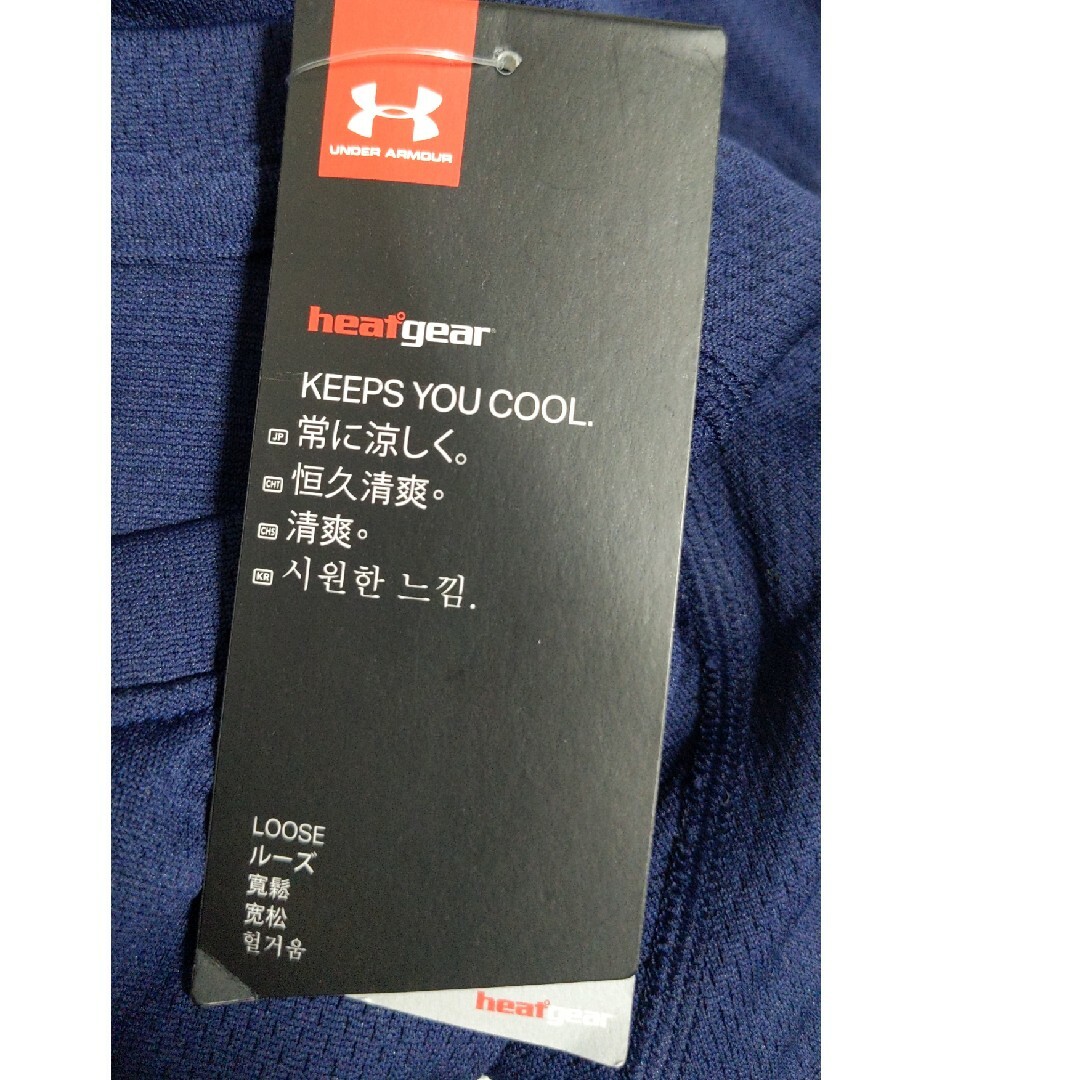 UNDER ARMOUR
heatgear
KEEPS YOU COOL.
JP 常に涼しく。
CHT 恒久清爽。
CHS 清爽。
KR 시원한 느낌.
LOOSE
ルーズ
寬鬆
宽松
헐거움
heatgear